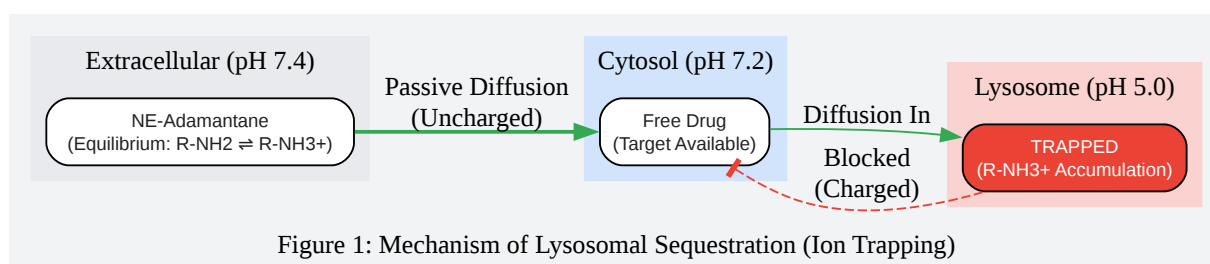 Extracellular (pH 7.4)
NE-Adamantane
(Equilibrium: R-NH2 ⇌ R-NH3+)
Passive Diffusion
(Uncharged)
Cytosol (pH 7.2)
Free Drug
(Target Available)
Diffusion In
Blocked
(Charged)
Lysosome (pH 5.0)
TRAPPED
(R-NH3+ Accumulation)
Figure 1: Mechanism of Lysosomal Sequestration (Ion Trapping)